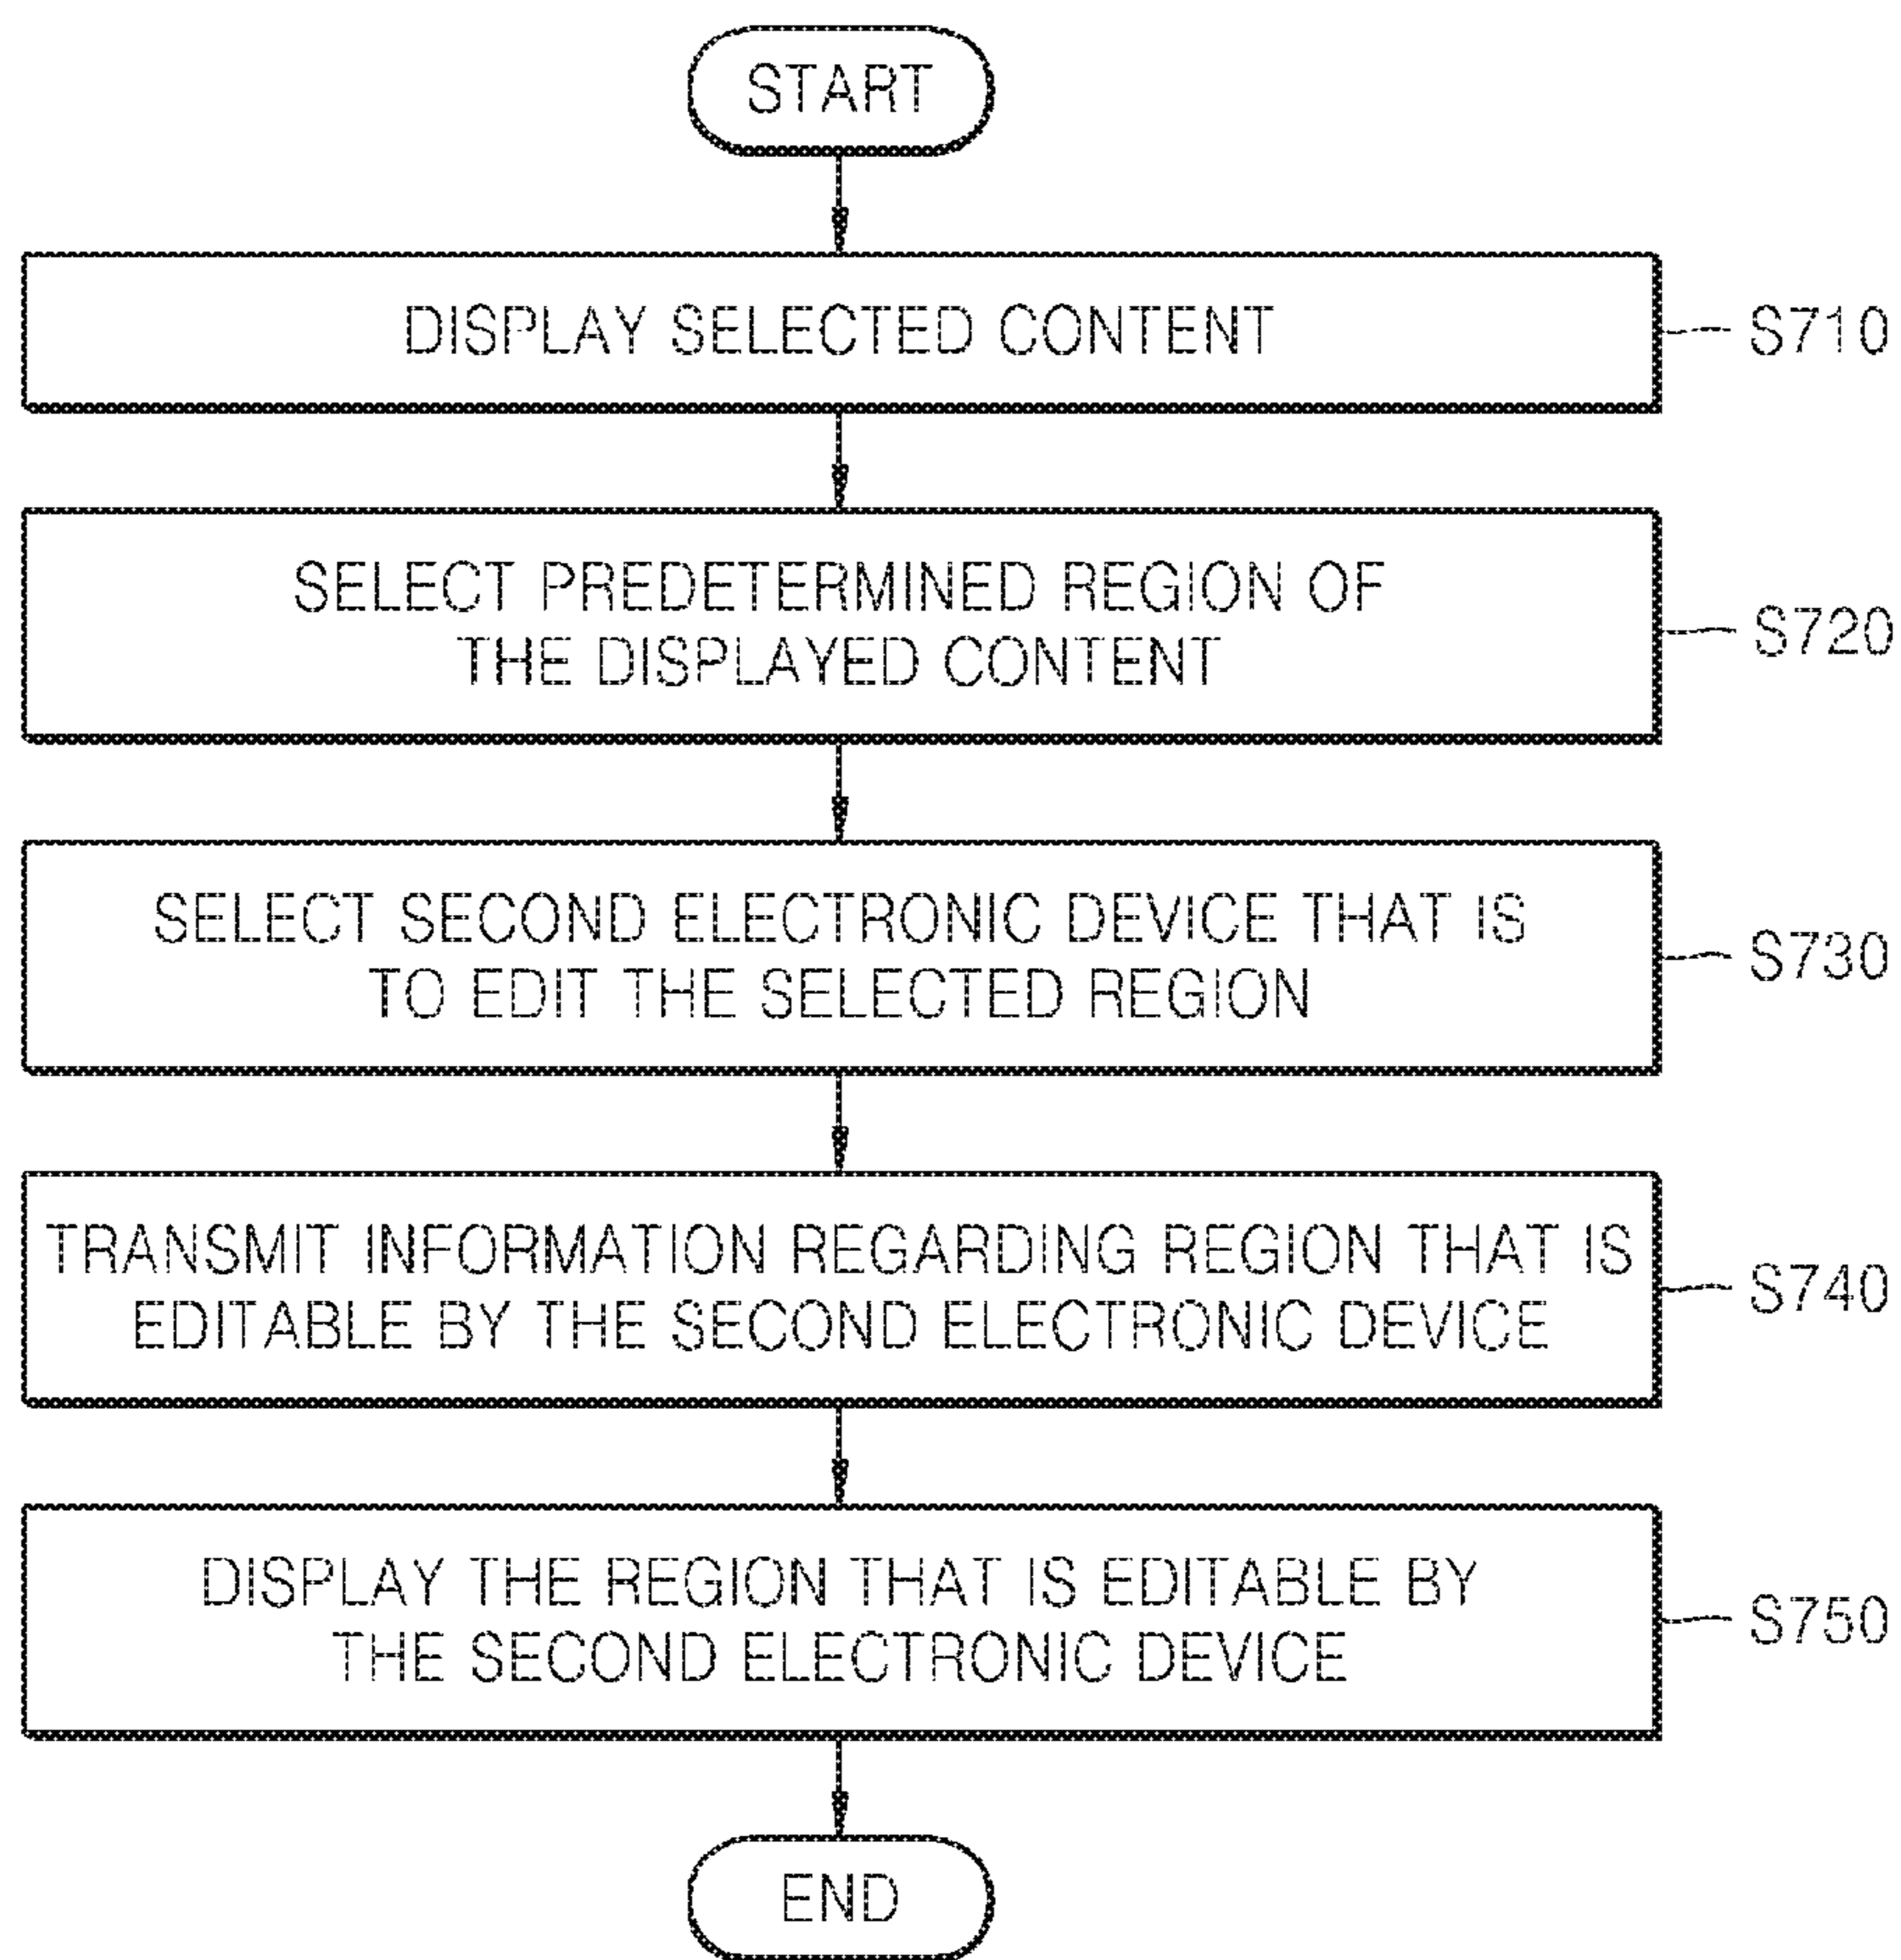 START
DISPLAY SELECTED CONTENT
S710
SELECT PREDETERMINED REGION OF
THE DISPLAYED CONTENT
S720
SELECT SECOND ELECTRONIC DEVICE THAT IS
TO EDIT THE SELECTED REGION
S730
TRANSMIT INFORMATION REGARDING REGION THAT IS
EDITABLE BY THE SECOND ELECTRONIC DEVICE
S740
DISPLAY THE REGION THAT IS EDITABLE BY
THE SECOND ELECTRONIC DEVICE
S750
END